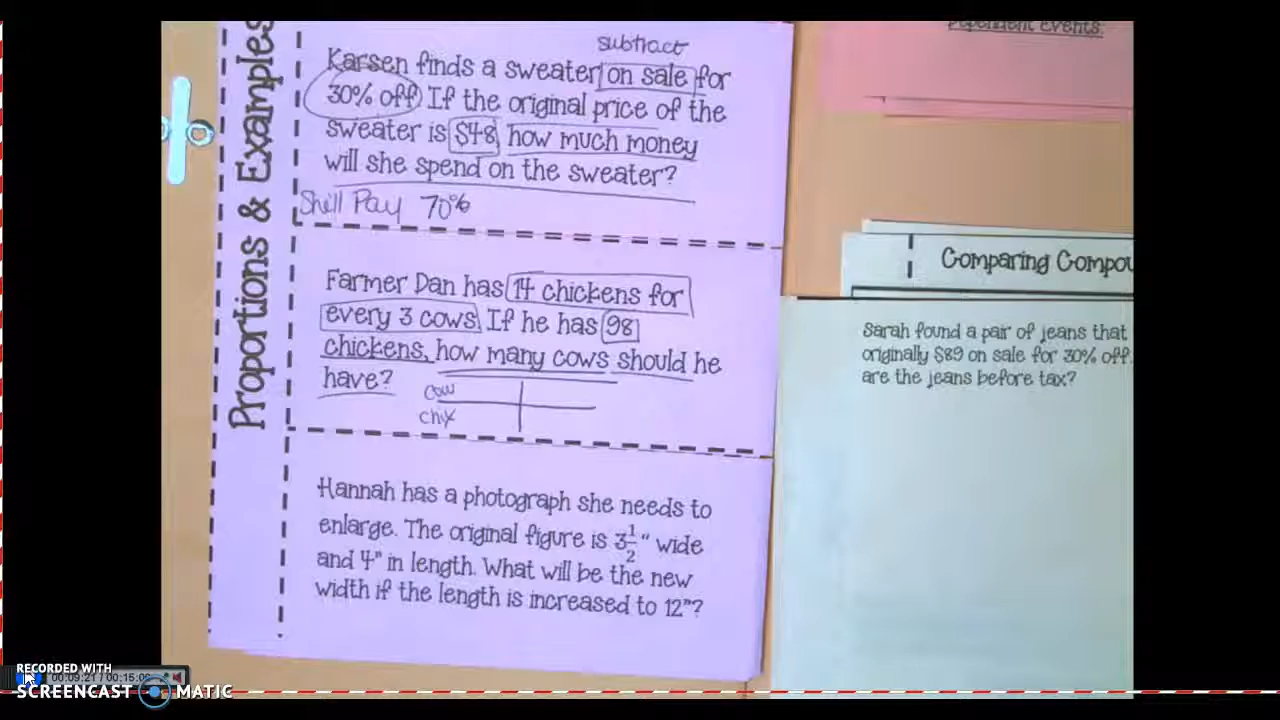 Proportions & Examples
subtract
Karsen finds a sweater on sale for
30% off. If the original price of the
sweater is $48, how much money
will she spend on the sweater?
She'll Pay 70%
Farmer Dan has 14 chickens for
every 3 cows. If he has 98
chickens, how many cows should he
have?
cow
chix
Hannah has a photograph she needs to
enlarge. The original figure is 3 1/2" wide
and 4" in length. What will be the new
width if the length is increased to 12"?
Dependent Events.
Comparing Compou
Sarah found a pair of jeans that
originally $89 on sale for 30% off.
are the jeans before tax?
RECORDED WITH
SCREENCAST MATIC